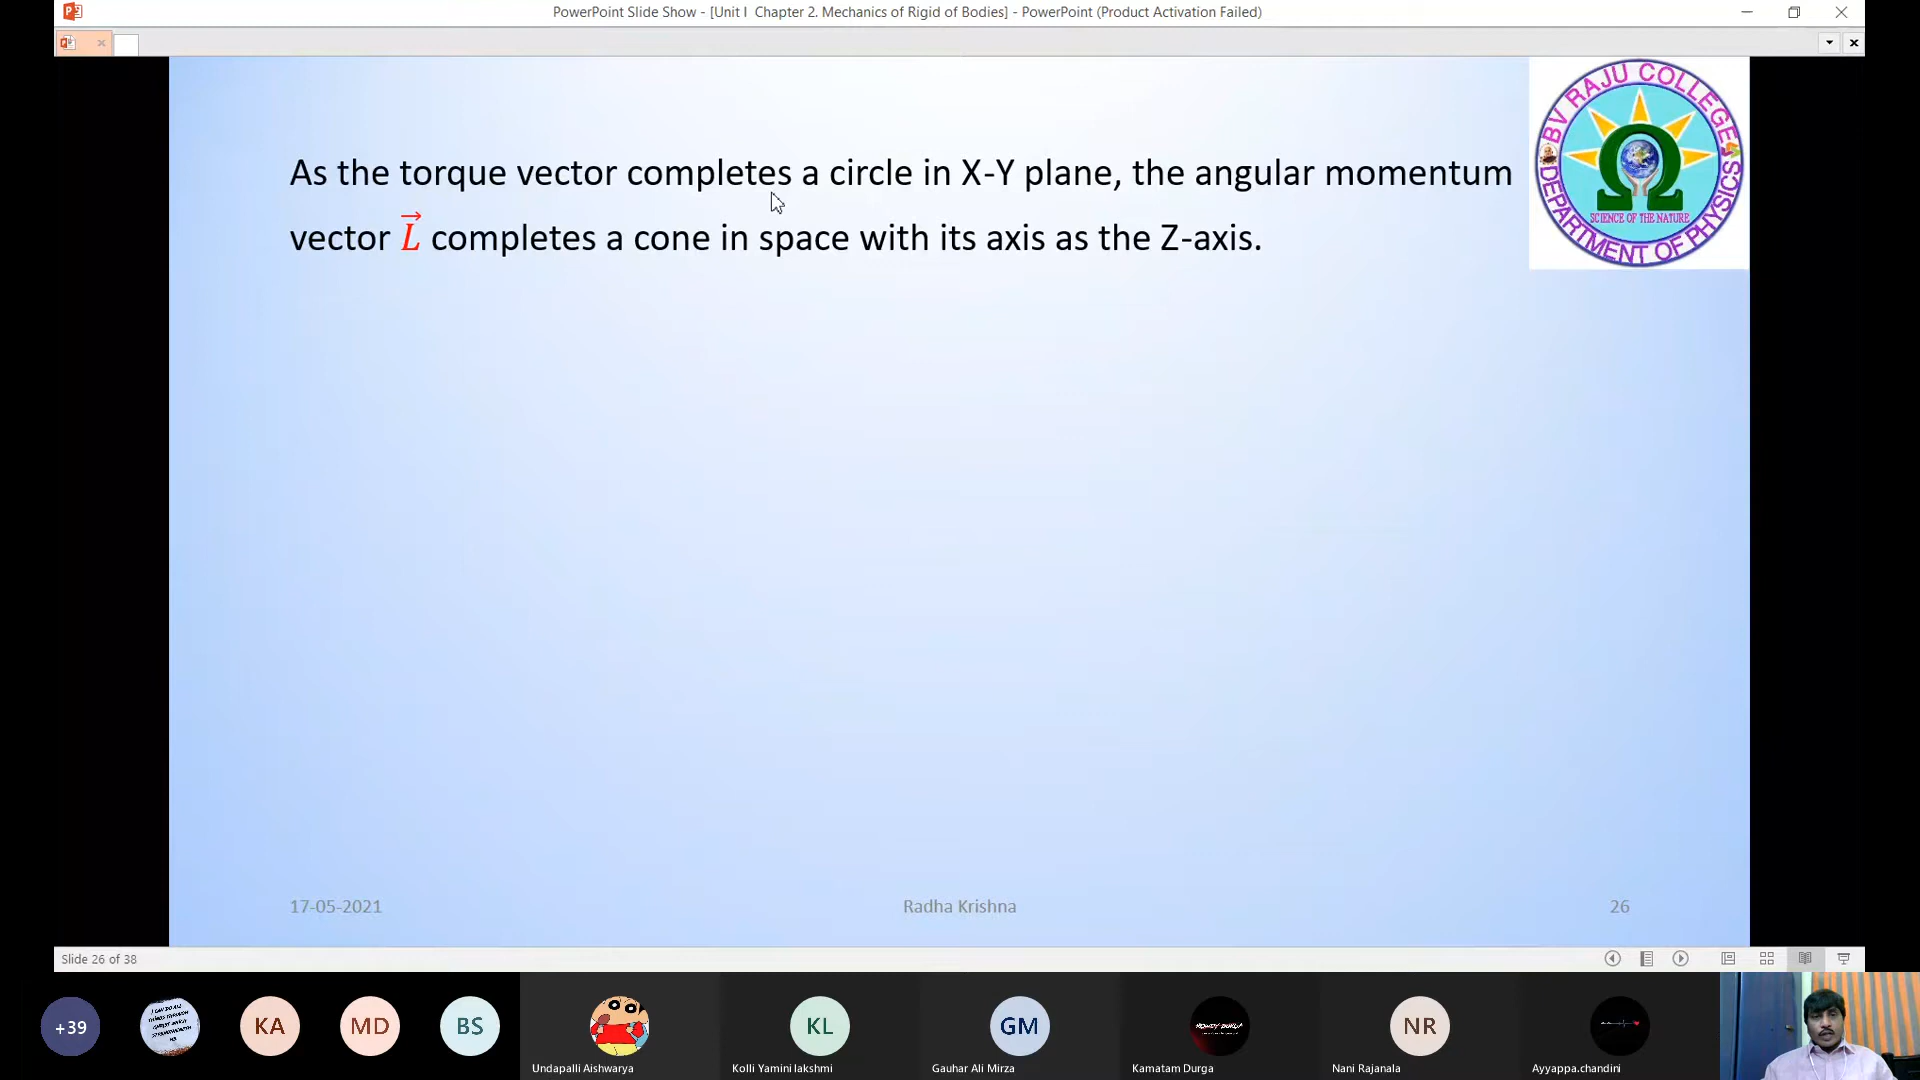 PowerPoint Slide Show - [Unit I  Chapter 2. Mechanics of Rigid of Bodies] - PowerPoint (Product Activation Failed)
BV RAJU COLLEGE
SCIENCE OF THE NATURE
DEPARTMENT OF PHYSICS
As the torque vector completes a circle in X-Y plane, the angular momentum
vector L⃗ completes a cone in space with its axis as the Z-axis.
17-05-2021
Radha Krishna
26
Slide 26 of 38
+39
KA
MD
BS
KL
GM
NR
Undapalli Aishwarya
Kolli Yamini lakshmi
Gauhar Ali Mirza
Kamatam Durga
Nani Rajanala
Ayyappa.chandini